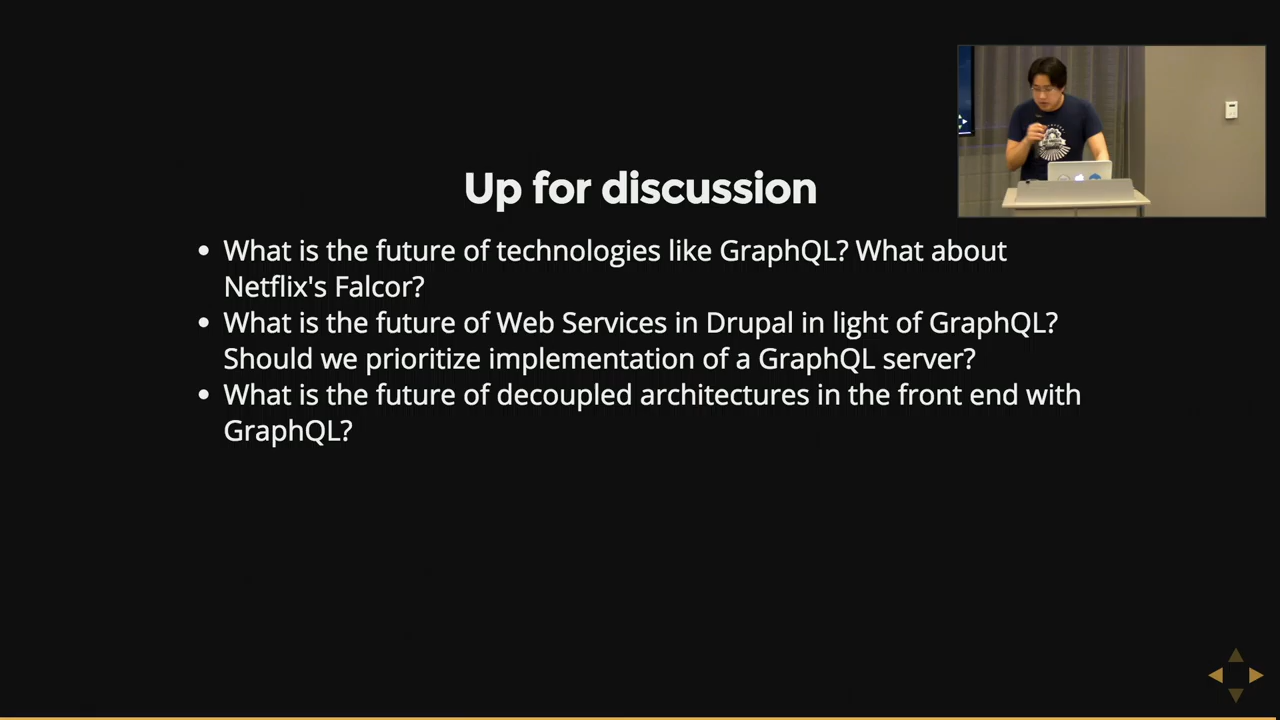 Up for discussion
• What is the future of technologies like GraphQL? What about
Netflix's Falcor?
• What is the future of Web Services in Drupal in light of GraphQL?
Should we prioritize implementation of a GraphQL server?
• What is the future of decoupled architectures in the front end with
GraphQL?